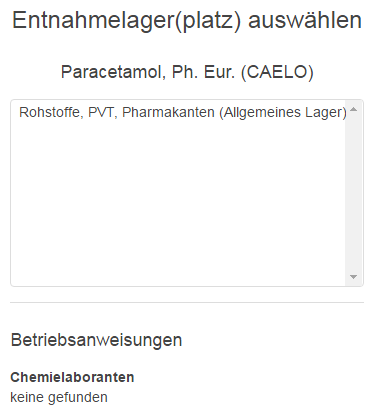 Entnahmelager(platz) auswählen
Paracetamol, Ph. Eur. (CAELO)
Rohstoffe, PVT, Pharmakanten (Allgemeines Lager)
Betriebsanweisungen
Chemielaboranten
keine gefunden